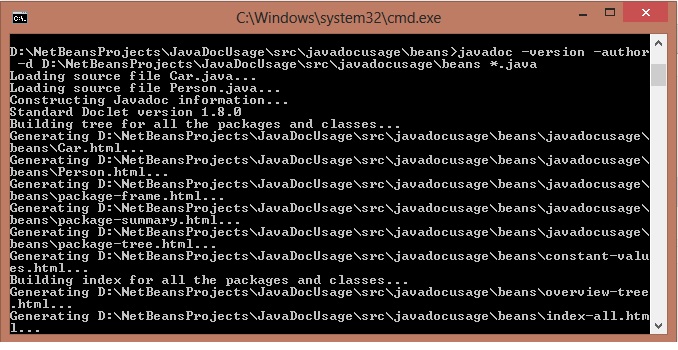 C:\Windows\system32\cmd.exe
D:\NetBeansProjects\JavaDocUsage\src\javadocusage\beans>javadoc -version -author
 -d D:\NetBeansProjects\JavaDocUsage\src\javadocusage\beans *.java
Loading source file Car.java...
Loading source file Person.java...
Constructing Javadoc information...
Standard Doclet version 1.8.0
Building tree for all the packages and classes...
Generating D:\NetBeansProjects\JavaDocUsage\src\javadocusage\beans\javadocusage\
beans\Car.html...
Generating D:\NetBeansProjects\JavaDocUsage\src\javadocusage\beans\javadocusage\
beans\Person.html...
Generating D:\NetBeansProjects\JavaDocUsage\src\javadocusage\beans\javadocusage\
beans\package-frame.html...
Generating D:\NetBeansProjects\JavaDocUsage\src\javadocusage\beans\javadocusage\
beans\package-summary.html...
Generating D:\NetBeansProjects\JavaDocUsage\src\javadocusage\beans\javadocusage\
beans\package-tree.html...
Generating D:\NetBeansProjects\JavaDocUsage\src\javadocusage\beans\constant-valu
es.html...
Building index for all the packages and classes...
Generating D:\NetBeansProjects\JavaDocUsage\src\javadocusage\beans\overview-tree
.html...
Generating D:\NetBeansProjects\JavaDocUsage\src\javadocusage\beans\index-all.htm
l...